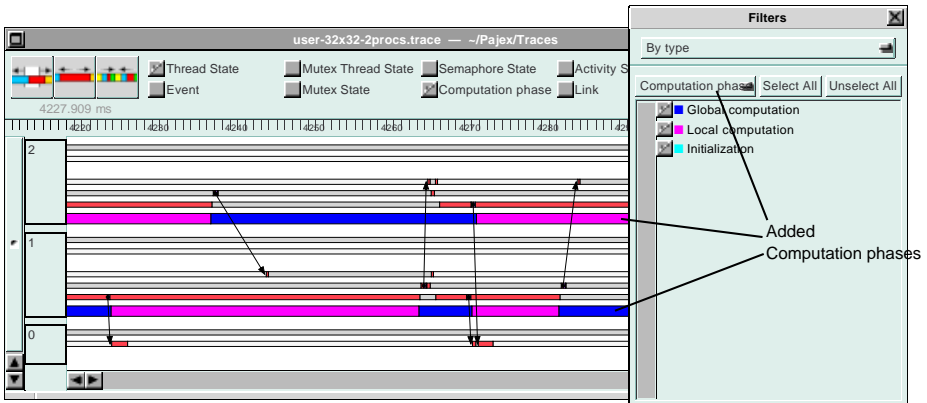 Filters
user-32x32-2procs.trace — ~/Pajex/Traces
By type
Thread State
Mutex Thread State
Semaphore State
Activity S
Event
Mutex State
Computation phase
Link
Computation phase
Select All
Unselect All
4227.909 ms
4220 4230 4240 4250 4260 4270 4280 429
Global computation
Local computation
Initialization
2
1
0
Added
Computation phases